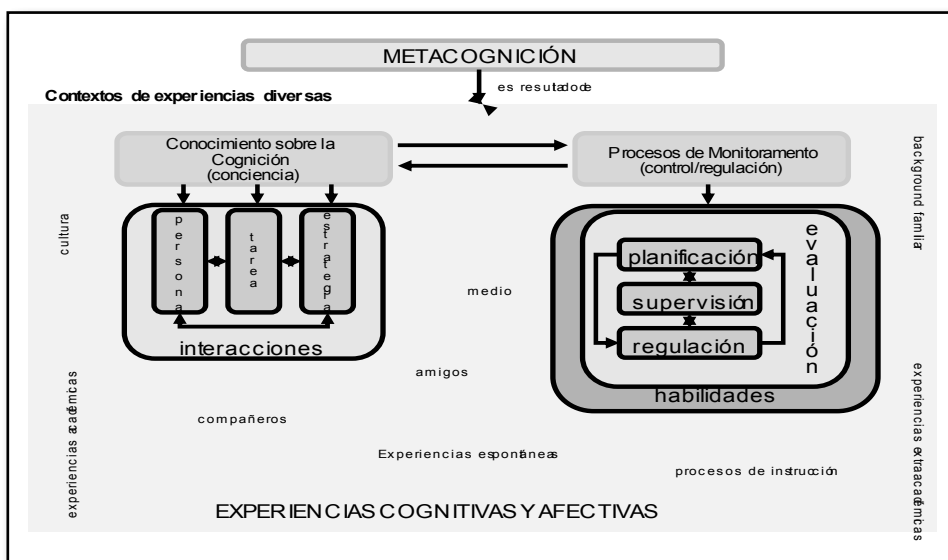 METACOGNICIÓN
es resultado de
Contextos de experiencias diversas
Conocimiento sobre la
Cognición
(conciencia)
Procesos de Monitoramento
(control/regulación)
background familiar
cultura
persona
tarea
estrategia
interacciones
medio
planificación
supervisión
regulación
evaluación
habilidades
amigos
compañeros
experiencias académicas
experiencias extraacadémicas
Experiencias espontáneas
procesos de instrucción
EXPERIENCIAS COGNITIVAS Y AFECTIVAS